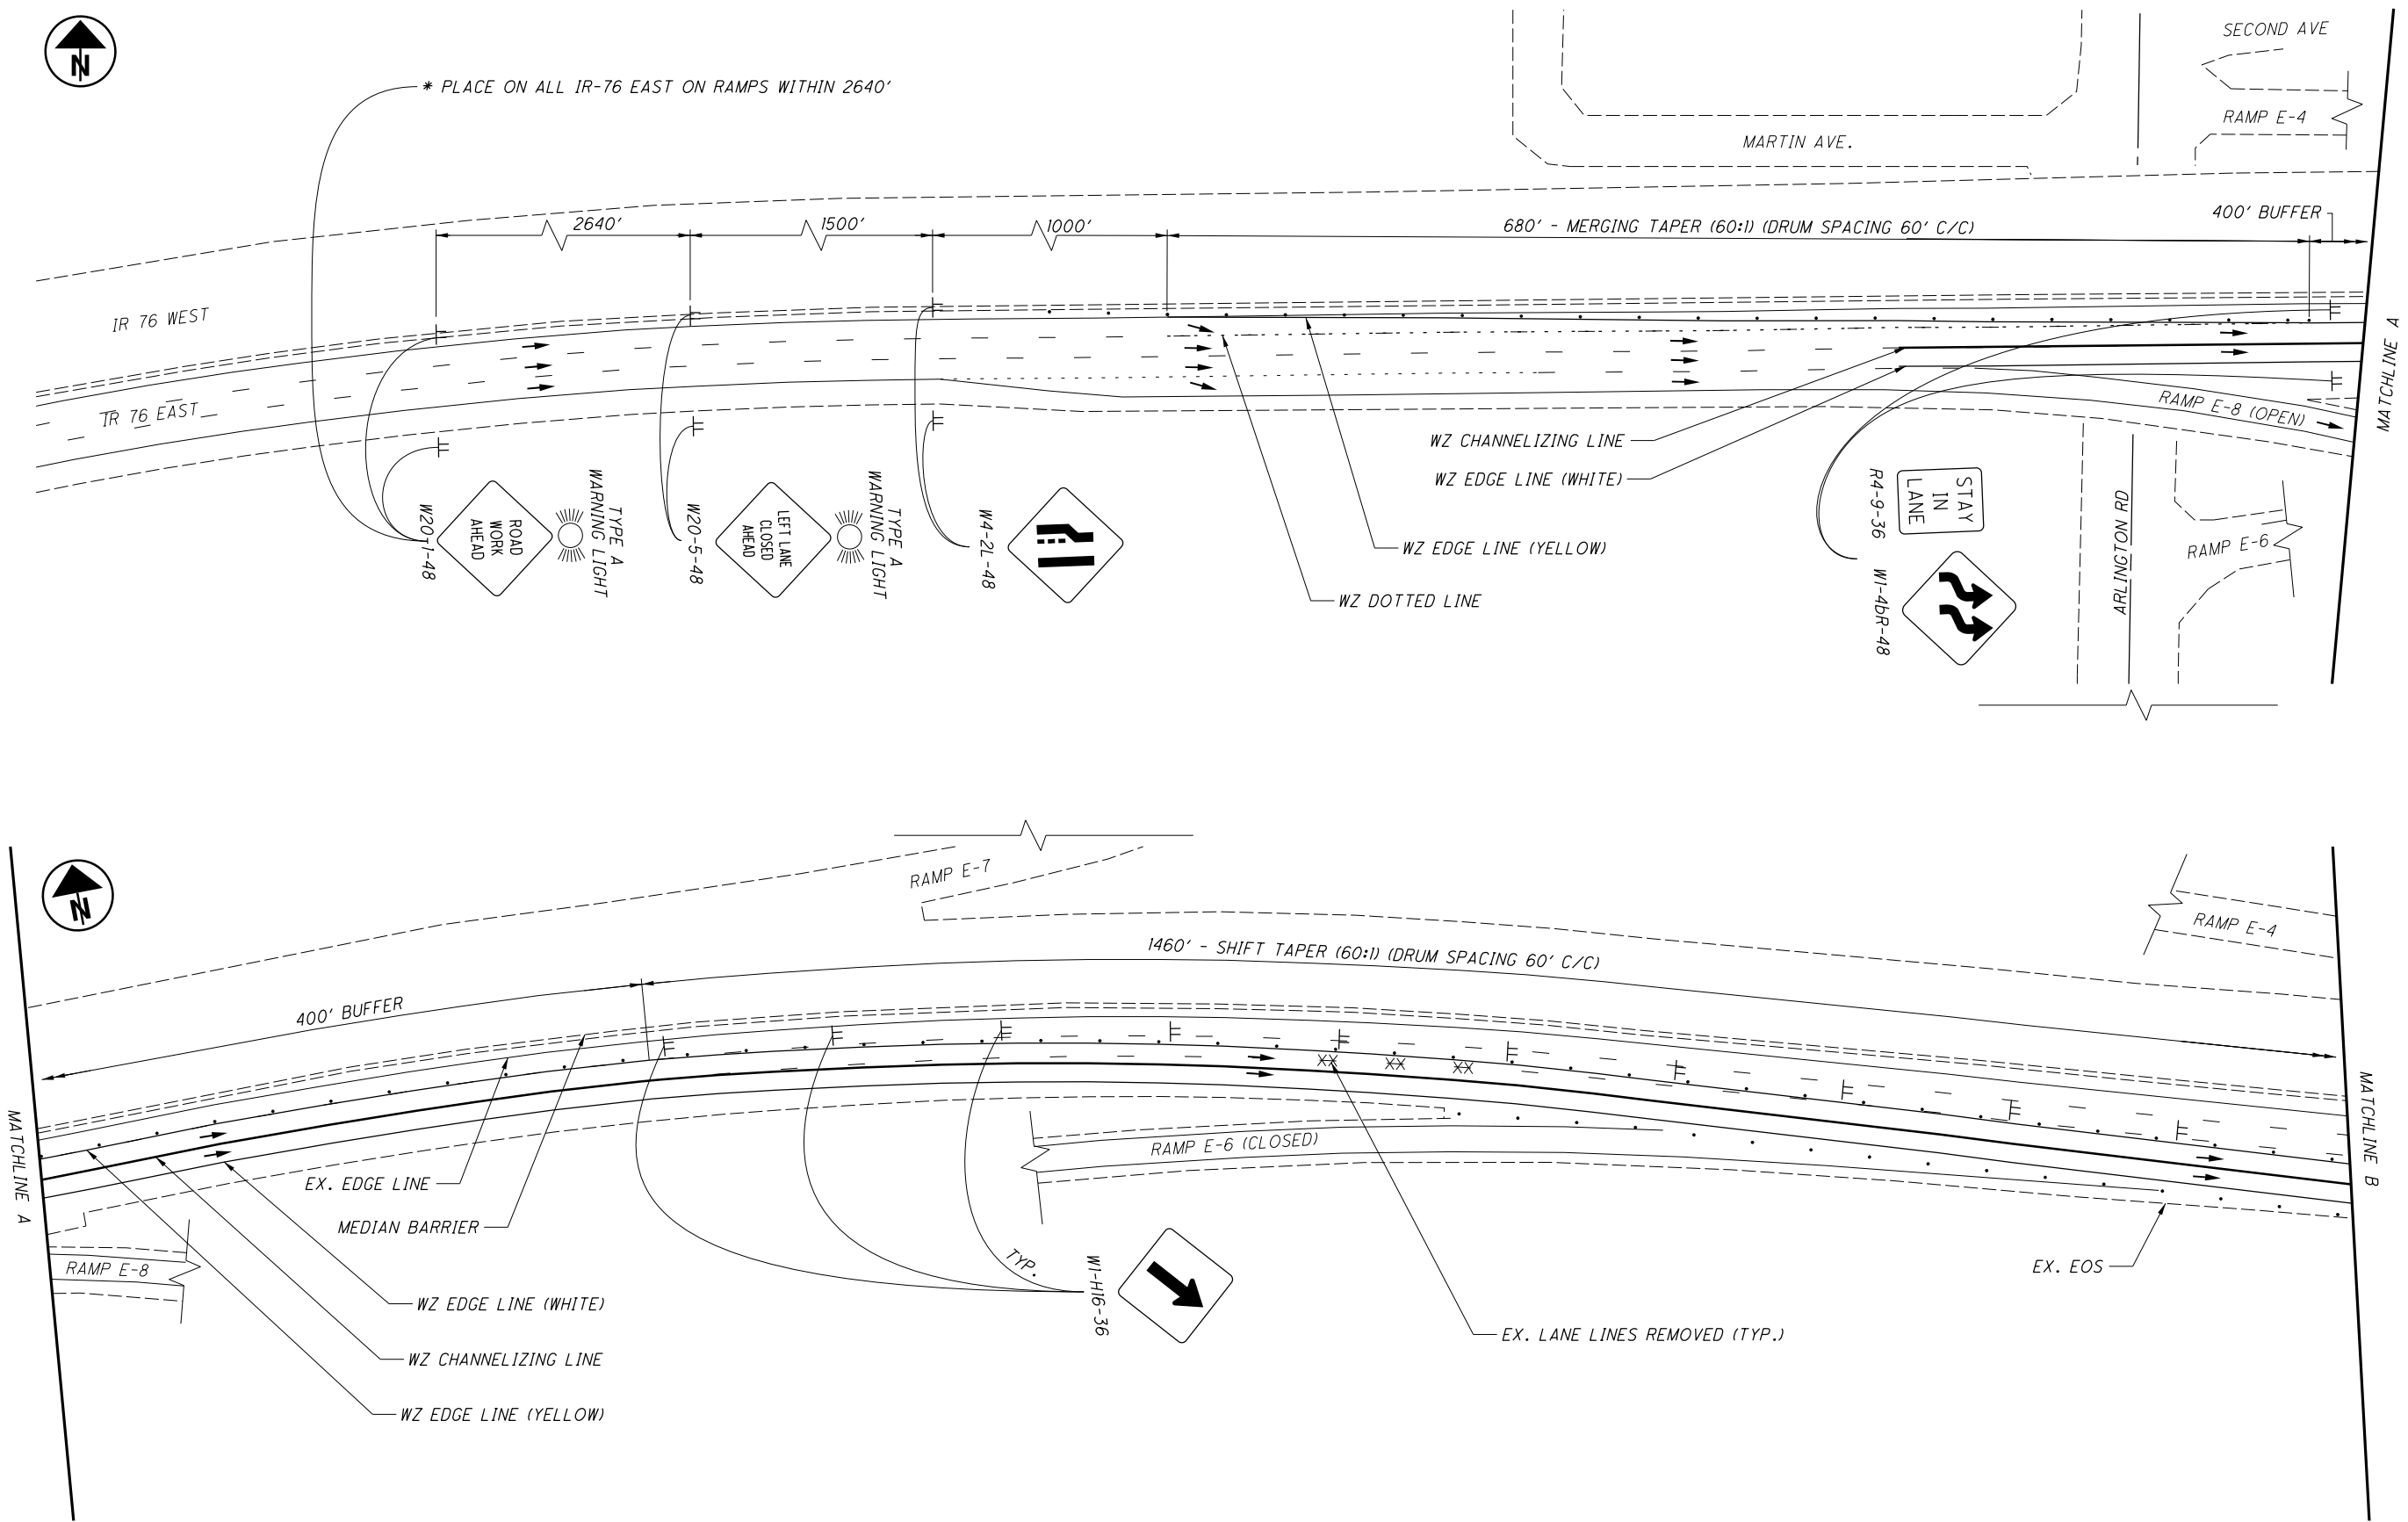 N
* PLACE ON ALL IR-76 EAST ON RAMPS WITHIN 2640'
SECOND AVE
RAMP E-4
MARTIN AVE.
2640'
1500'
1000'
680' - MERGING TAPER (60:1) (DRUM SPACING 60' C/C)
400' BUFFER
IR 76 WEST
IR 76 EAST
MATCHLINE A
RAMP E-8 (OPEN)
WZ CHANNELIZING LINE
WZ EDGE LINE (WHITE)
WZ EDGE LINE (YELLOW)
WZ DOTTED LINE
W20-1-48
ROAD
WORK
AHEAD
TYPE A
WARNING LIGHT
W20-5-48
LEFT LANE
CLOSED
AHEAD
TYPE A
WARNING LIGHT
W4-2L-48
R4-9-36
STAY
IN
LANE
W1-4bR-48
ARLINGTON RD
RAMP E-6
N
RAMP E-7
RAMP E-4
1460' - SHIFT TAPER (60:1) (DRUM SPACING 60' C/C)
400' BUFFER
MATCHLINE A
MATCHLINE B
EX. EDGE LINE
MEDIAN BARRIER
RAMP E-6 (CLOSED)
RAMP E-8
WZ EDGE LINE (WHITE)
WZ CHANNELIZING LINE
WZ EDGE LINE (YELLOW)
TYP.
W1-H16-36
EX. LANE LINES REMOVED (TYP.)
EX. EOS